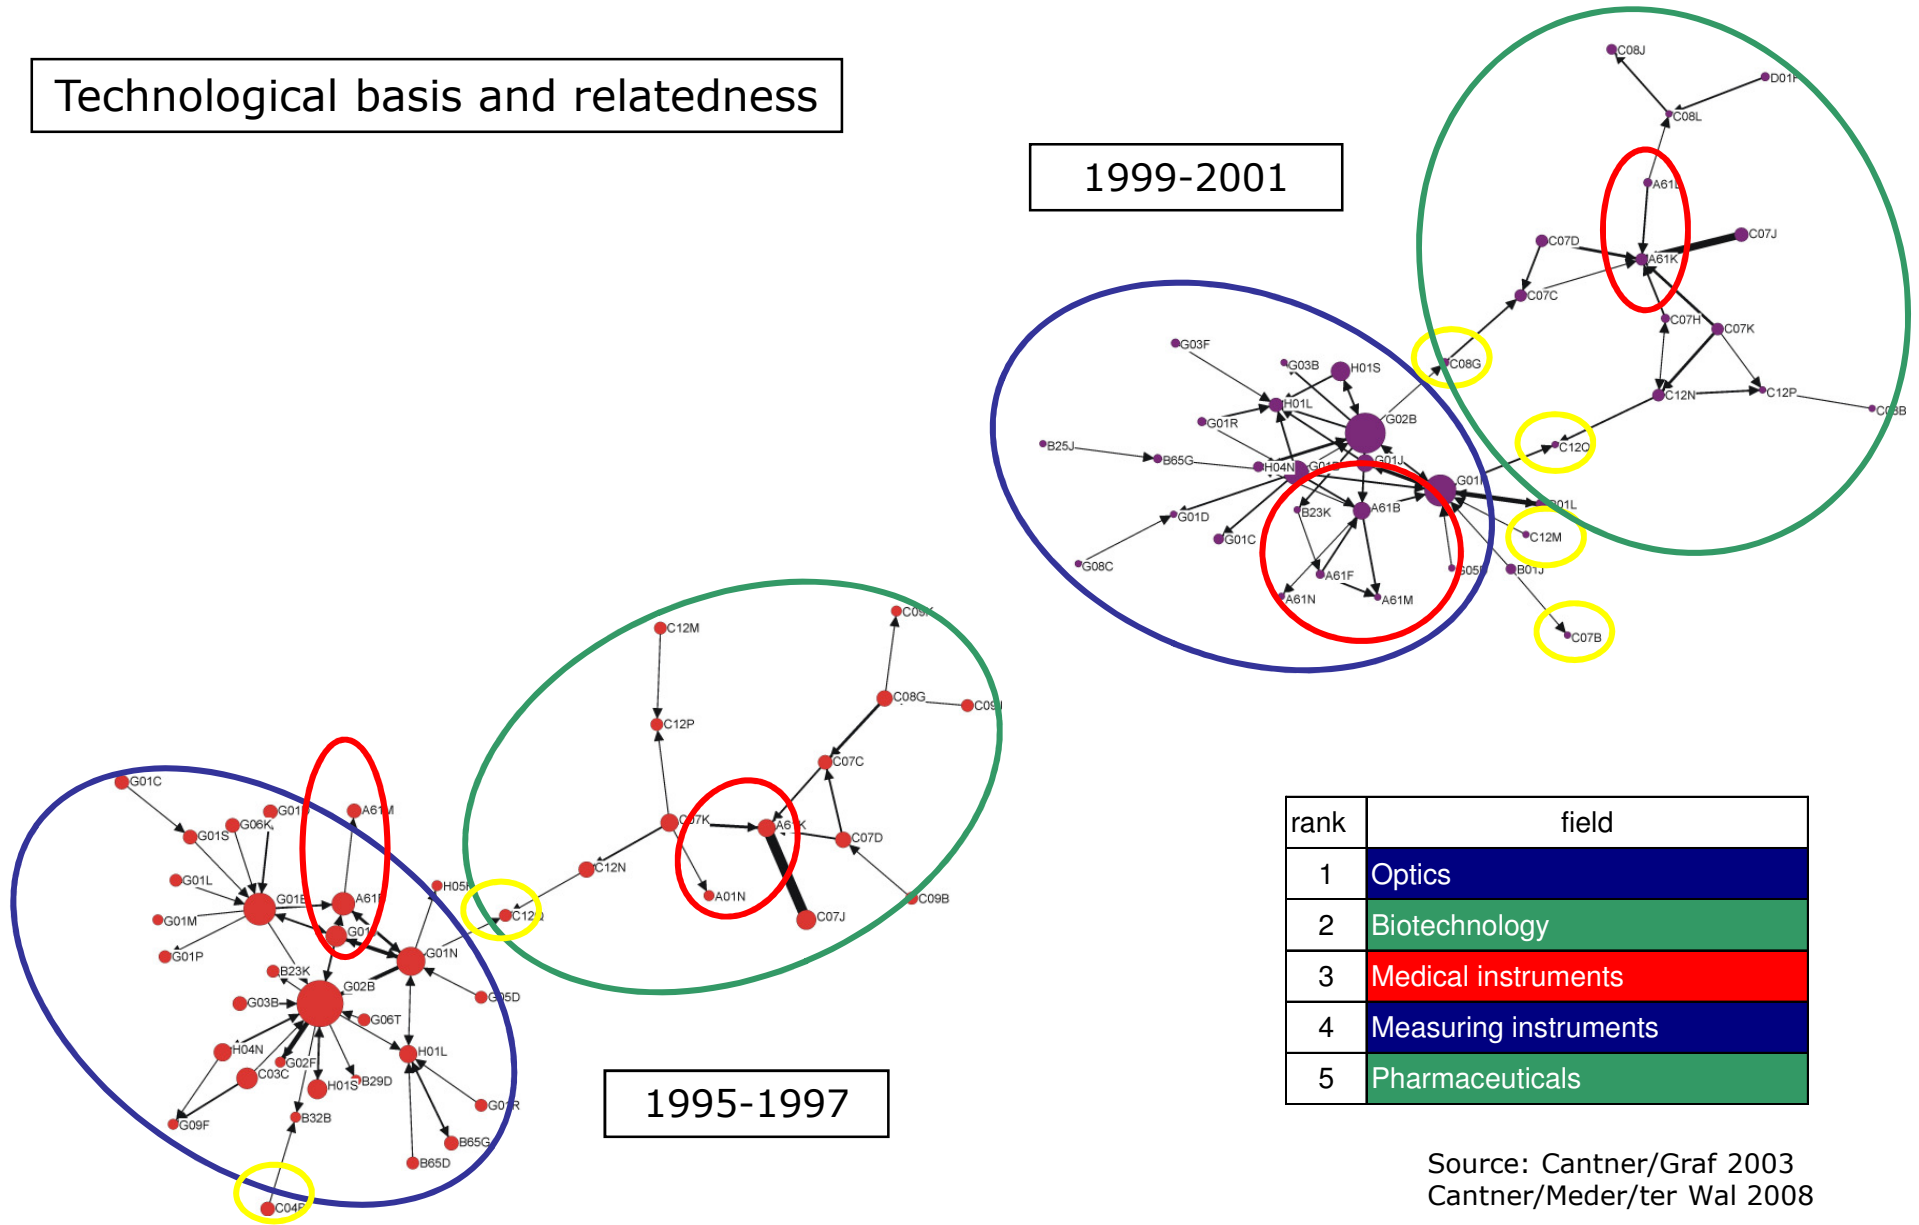 Technological basis and relatedness
1999-2001
C08J
C08L
C07D
C07J
A61K
C07C
C07H
C07K
C08G
C12N
C12P
G03F
G03B
H01S
H01L
G02B
G01R
B25J
B65G
H04N
G01J
B23K
A61B
G01D
G01C
C12M
G08C
A61F
B01J
A61N
A61M
C07B
C12M
C08G
C12P
C07C
C07D
C12N
A01N
C09B
C07J
G01C
G01S
G06K
G01L
G01M
G01P
G01N
B23K
G02B
G03B
G06T
H04N
G02F
H01L
C03C
H01S
B29D
B32B
G09F
B65G
B65D
1995-1997
rank field
1 Optics
2 Biotechnology
3 Medical instruments
4 Measuring instruments
5 Pharmaceuticals
Source: Cantner/Graf 2003
Cantner/Meder/ter Wal 2008